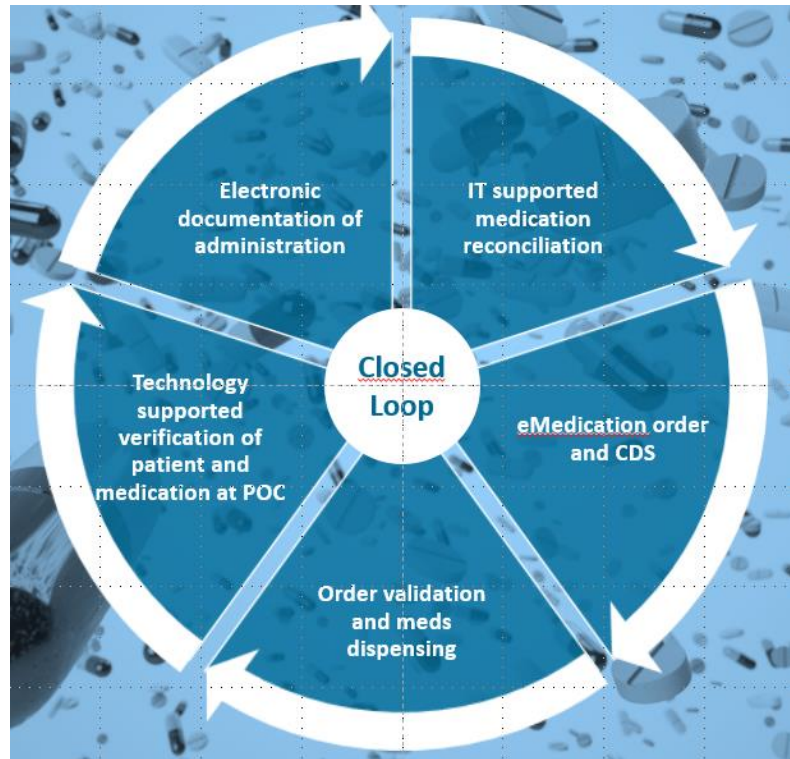 Electronic
documentation of
administration
IT supported
medication
reconciliation
Closed
Loop
Technology
supported
verification of
patient and
medication at POC
eMedication order
and CDS
Order validation
and meds
dispensing